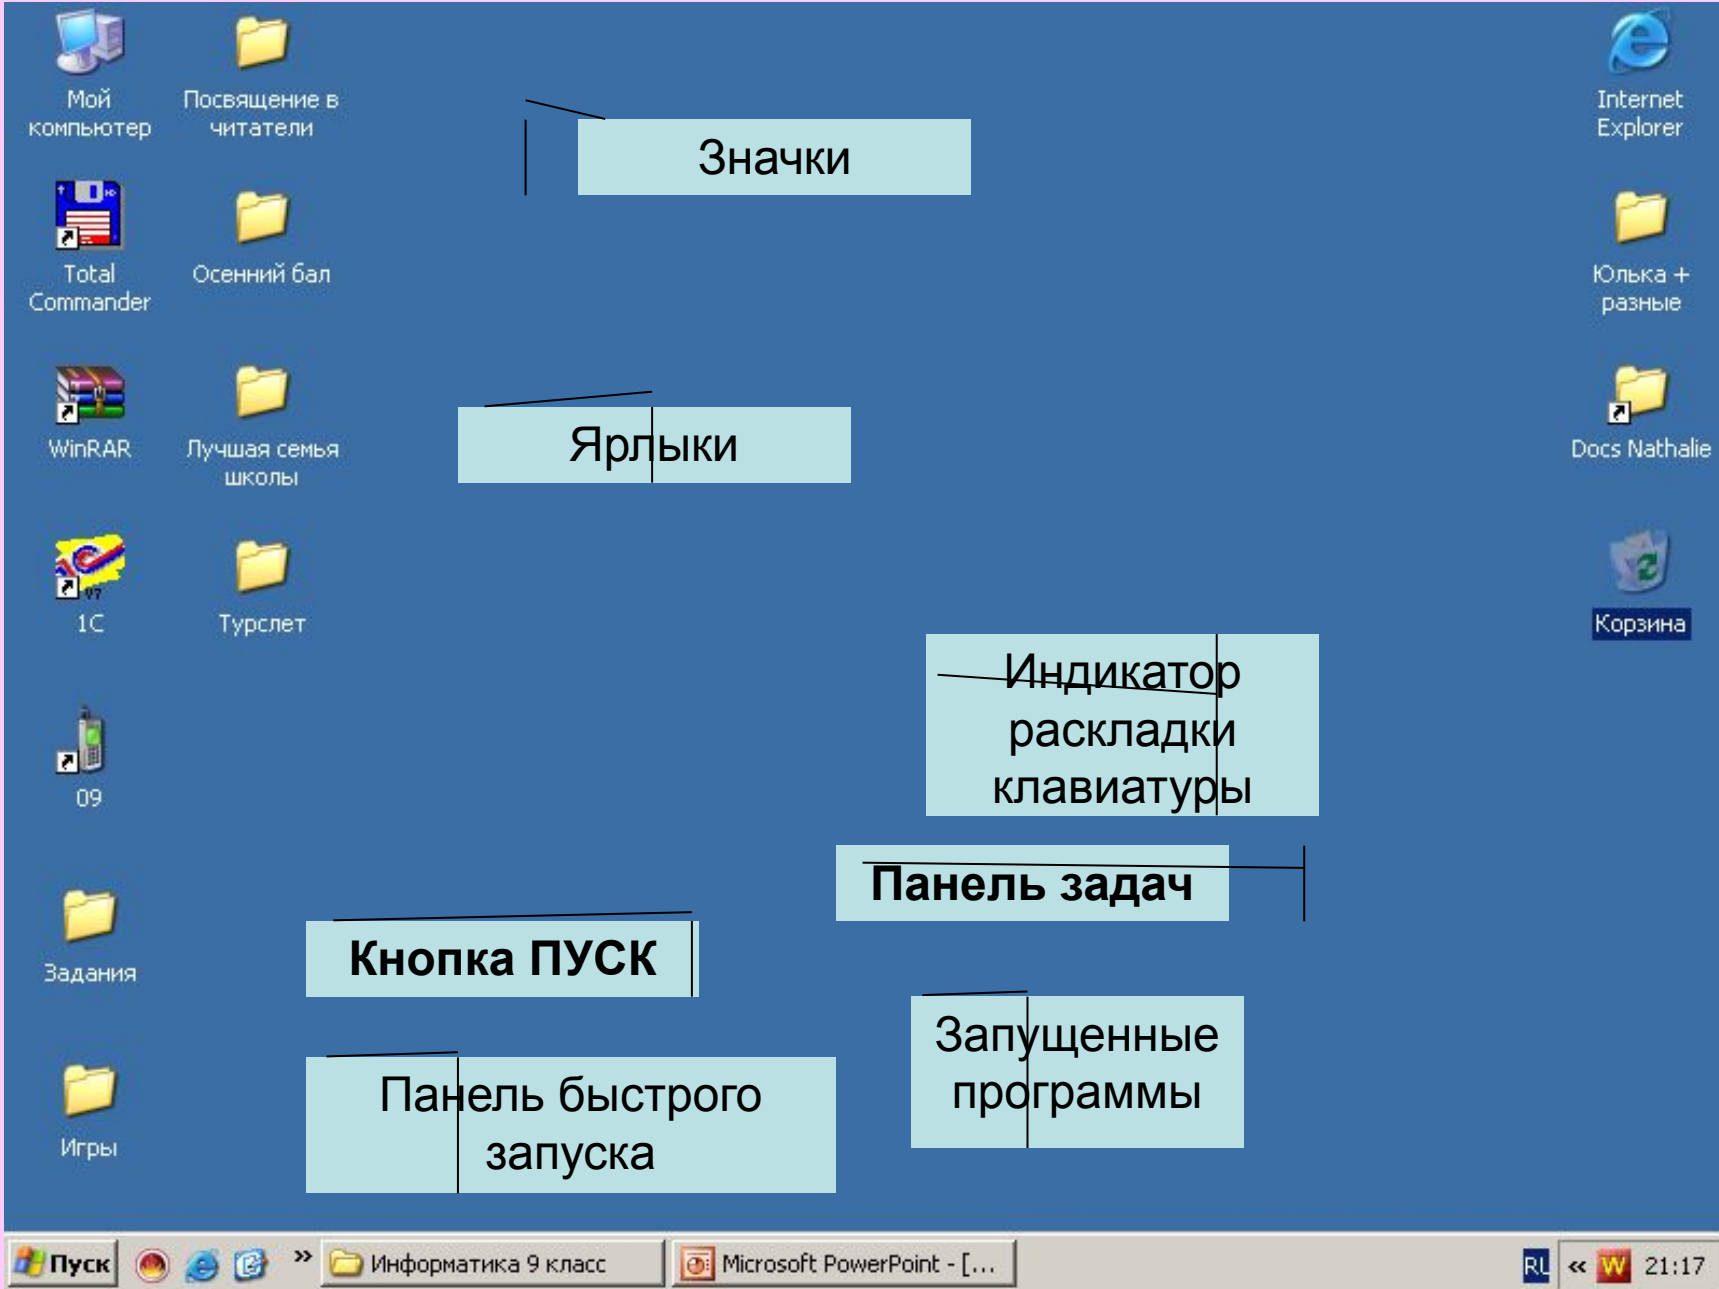 Мой
компьютер
Посвящение в
читатели
Internet
Explorer
Значки
Total
Commander
Осенний бал
Юлька +
разные
WinRAR
Лучшая семья
школы
Ярлыки
Docs Nathalie
1С
Турслет
Корзина
Индикатор
раскладки
клавиатуры
09
Панель задач
Кнопка ПУСК
Задания
Запущенные
программы
Панель быстрого
запуска
Игры
Пуск
»
Информатика 9 класс
Microsoft PowerPoint - [...
RU
«
W
21:17